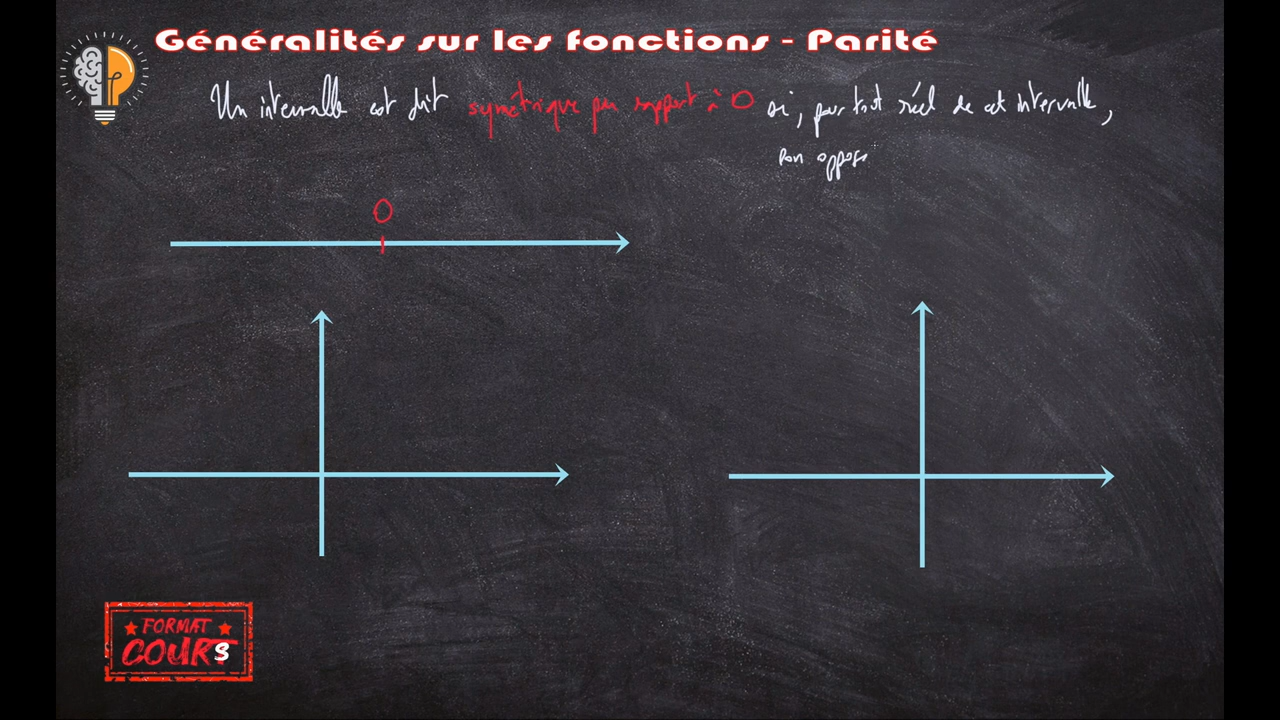 Généralités sur les fonctions - Parité
Un intervalle est dit symétrique par rapport à 0 si, pour tout réel de cet intervalle,
son oppose
0
FORMAT
COURs